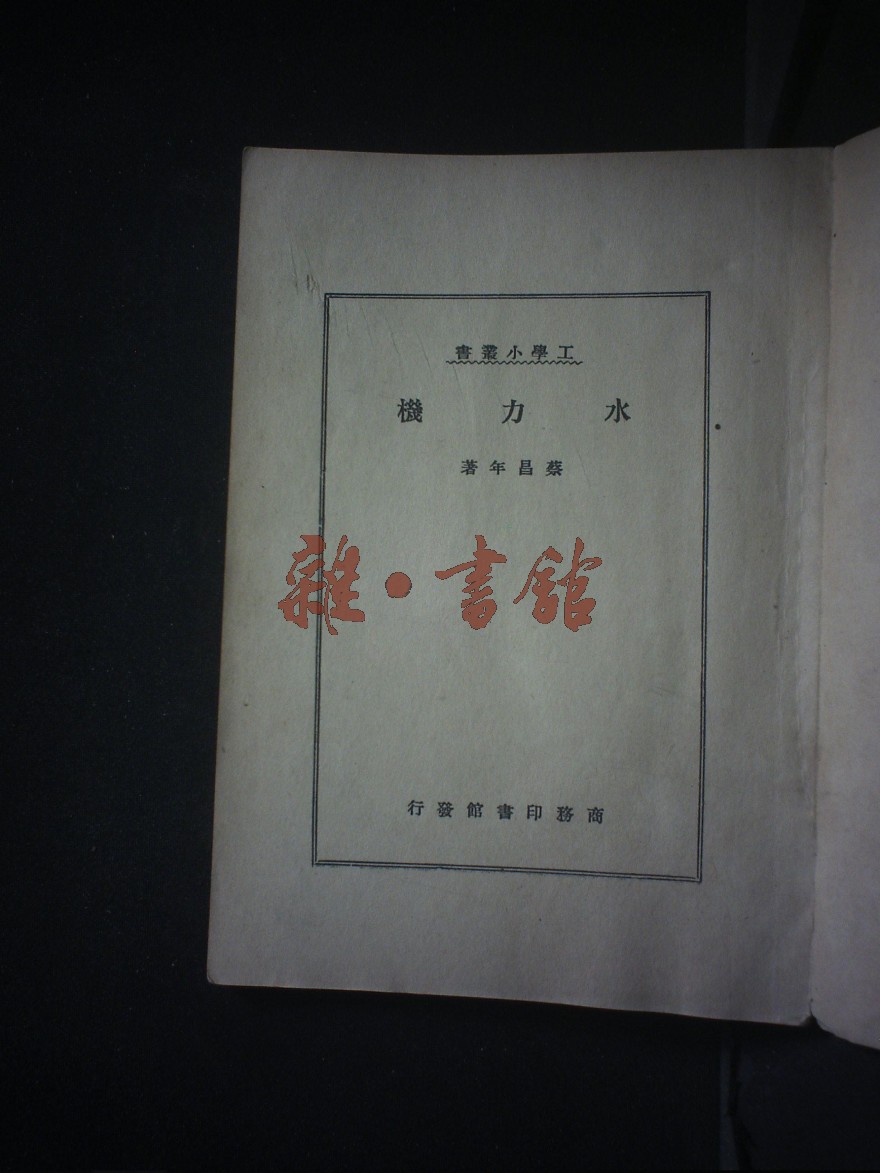 工學小叢書
水力機
蔡昌年著
雜·書館
商務印書館發行